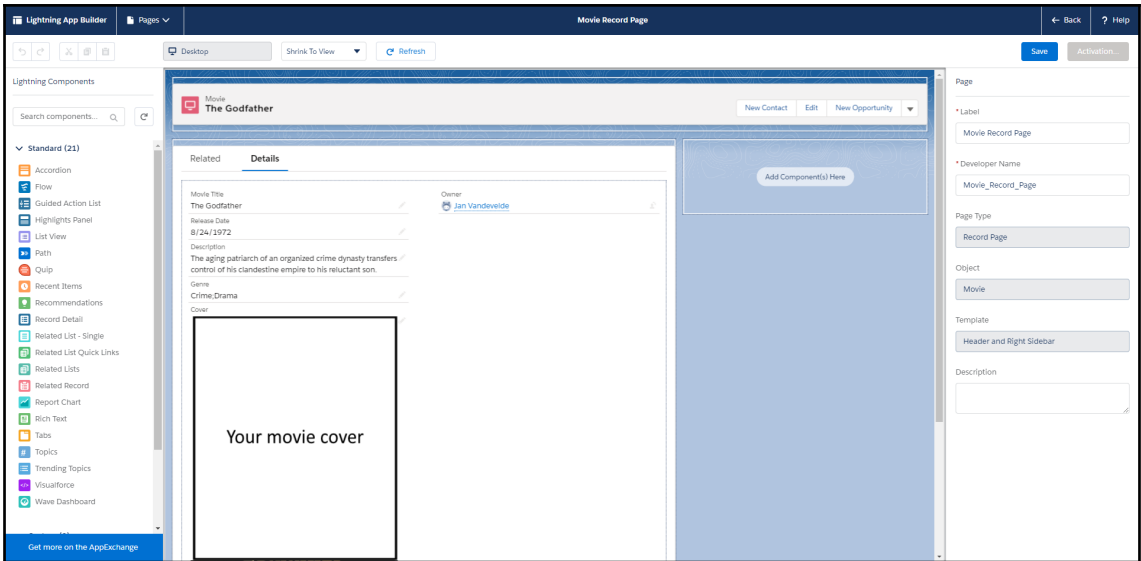 Lightning App Builder
Pages
Movie Record Page
Back
? Help
Desktop
Shrink To View
Refresh
Save
Activation...
Lightning Components
Search components...
Standard (21)
Accordion
Flow
Guided Action List
Highlights Panel
List View
Path
Quip
Recent Items
Recommendations
Record Detail
Related List - Single
Related List Quick Links
Related Lists
Related Record
Report Chart
Rich Text
Tabs
Topics
Trending Topics
Visualforce
Wave Dashboard
Get more on the AppExchange
Movie
The Godfather
New Contact
Edit
New Opportunity
Related
Details
Movie Title
The Godfather
Release Date
8/24/1972
Description
The aging patriarch of an organized crime dynasty transfers
control of his clandestine empire to his reluctant son.
Genre
Crime;Drama
Cover
Your movie cover
Owner
Jan Vandevelde
Add Component(s) Here
Page
*Label
Movie Record Page
*Developer Name
Movie_Record_Page
Page Type
Record Page
Object
Movie
Template
Header and Right Sidebar
Description